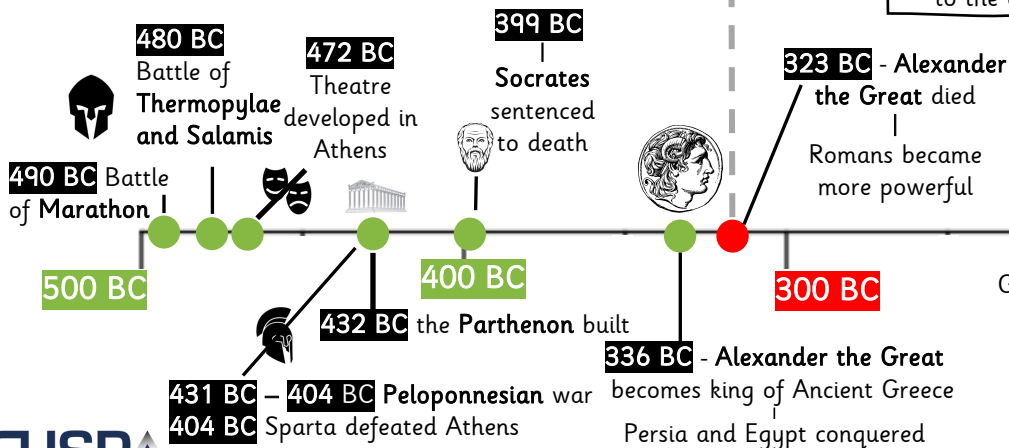 to the
480 BC
Battle of
Thermopylae
and Salamis
472 BC
Theatre
developed in
Athens
399 BC
Socrates
sentenced
to death
323 BC - Alexander
the Great died
Romans became
more powerful
490 BC Battle
of Marathon
500 BC
400 BC
300 BC
G
432 BC the Parthenon built
431 BC – 404 BC Peloponnesian war
404 BC Sparta defeated Athens
336 BC - Alexander the Great
becomes king of Ancient Greece
Persia and Egypt conquered